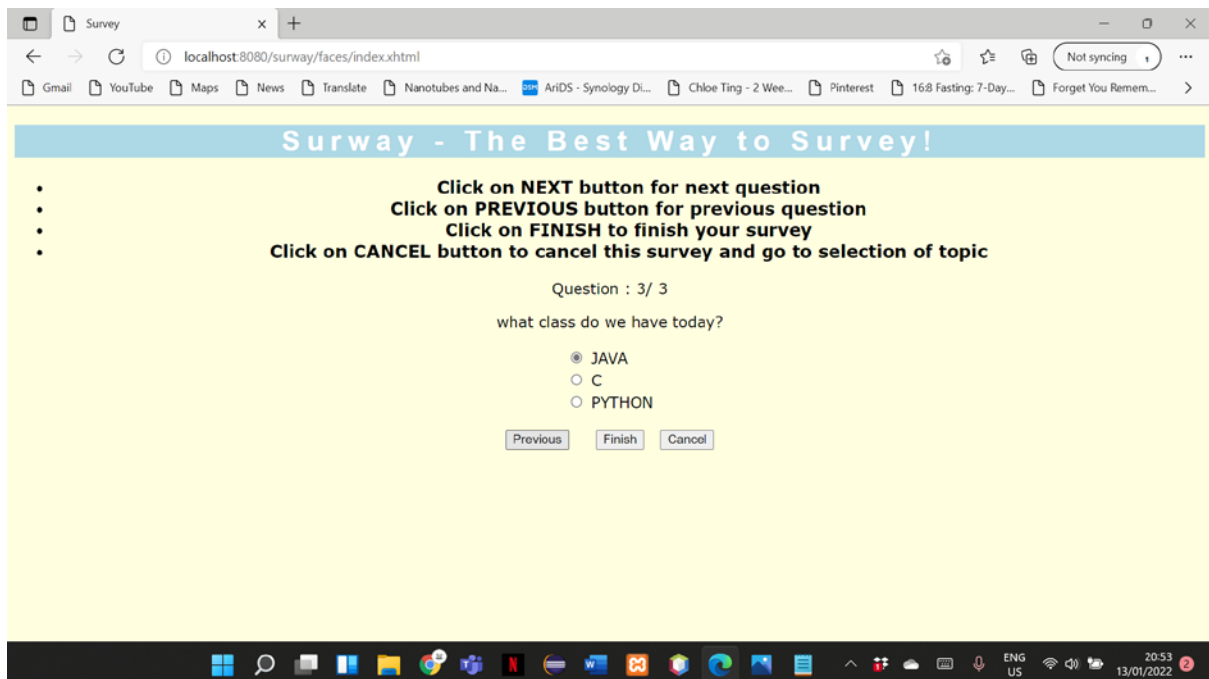 Survey
localhost:8080/surway/faces/index.xhtml
Not syncing
Gmail YouTube Maps News Translate Nanotubes and Na... DSM AriDS - Synology Di... Chloe Ting - 2 Wee... Pinterest 16:8 Fasting: 7-Day... Forget You Remem...
Surway - The Best Way to Survey!
• Click on NEXT button for next question
• Click on PREVIOUS button for previous question
• Click on FINISH to finish your survey
• Click on CANCEL button to cancel this survey and go to selection of topic
Question : 3/ 3
what class do we have today?
JAVA
C
PYTHON
Previous Finish Cancel
ENG 20:53
US 13/01/2022 2